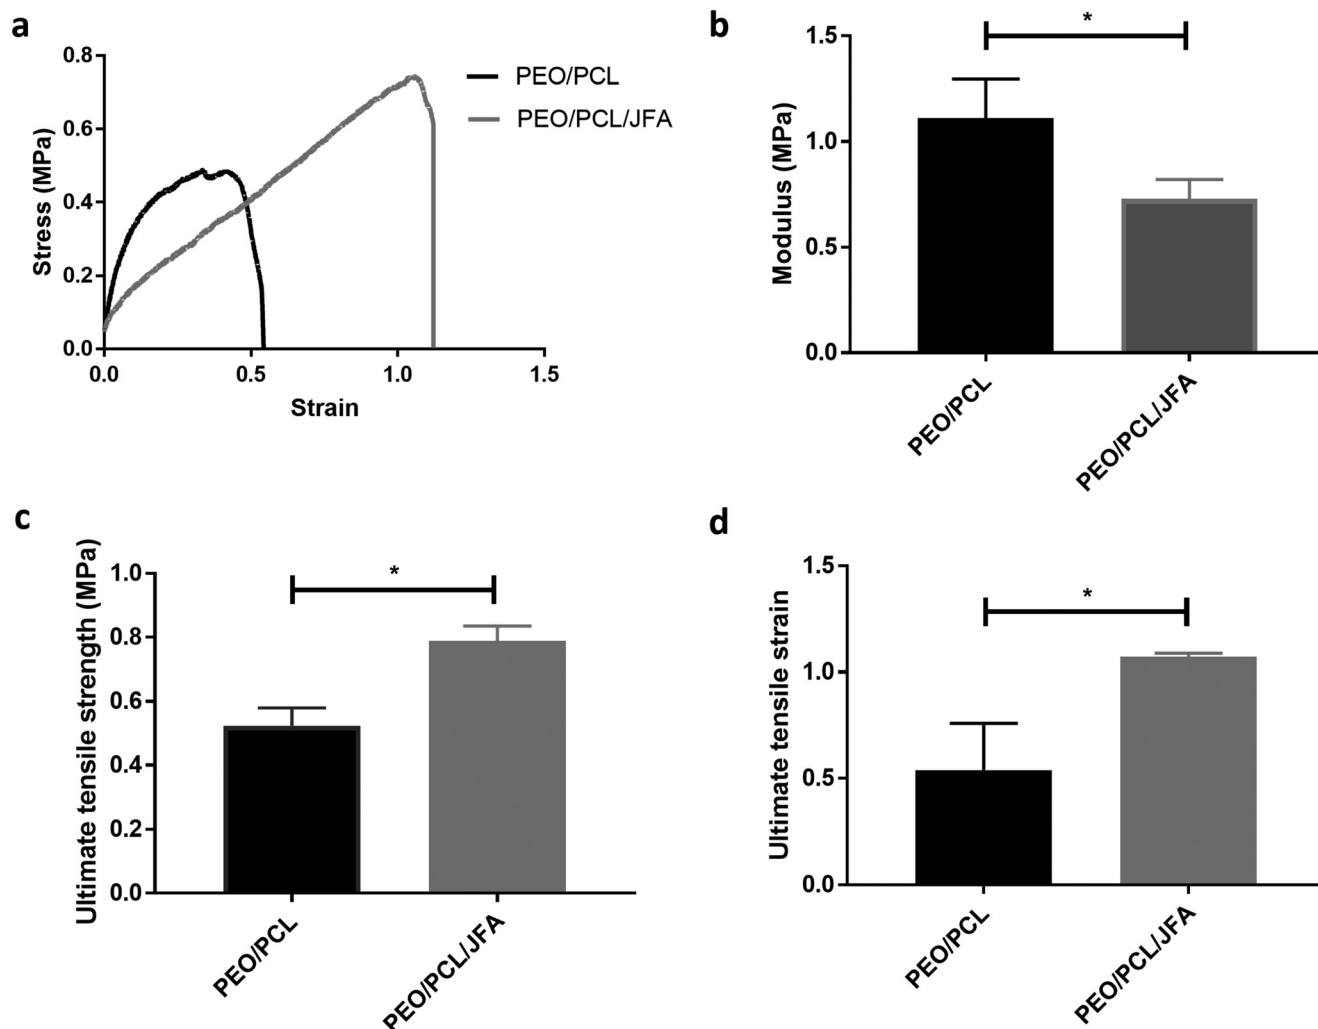 a
0.8
0.6
0.4
0.2
0.0
0.0 0.5 1.0 1.5
Stress (MPa)
Strain
PEO/PCL
PEO/PCL/JFA
b
*
1.5
1.0
0.5
0.0
Modulus (MPa)
PEO/PCL
PEO/PCL/JFA
c
*
1.0
0.8
0.6
0.4
0.2
0.0
Ultimate tensile strength (MPa)
PEO/PCL
PEO/PCL/JFA
d
*
1.5
1.0
0.5
0.0
Ultimate tensile strain
PEO/PCL
PEO/PCL/JFA